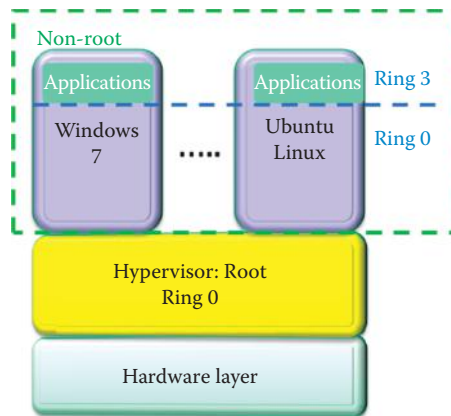 Non-root
Applications
Applications
Ring 3
Windows
7
.....
Ubuntu
Linux
Ring 0
Hypervisor: Root
Ring 0
Hardware layer